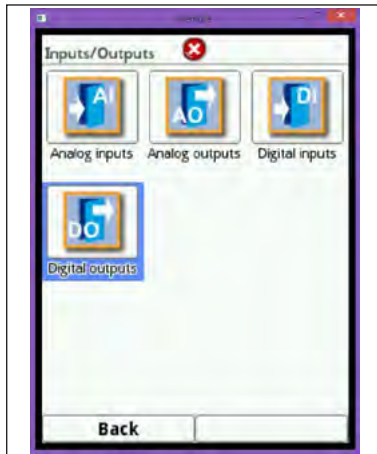 Inputs/Outputs
AI AO DI
Analog inputs Analog outputs Digital inputs
DO
Digital outputs
Back